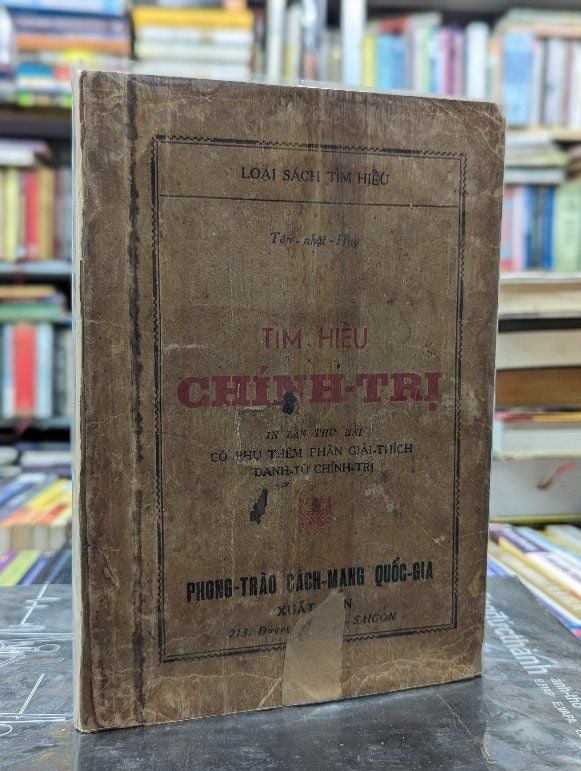 LOẠI SÁCH TÌM HIỂU
Tôn-nhật-Huy
TÌM HIỂU
CHÍNH-TRỊ
IN LẦN THỨ HAI
CÓ PHỤ THÊM PHẦN GIẢI-THÍCH
DANH-TỪ CHÍNH-TRỊ
PHONG-TRÀO CÁCH-MẠNG QUỐC-GIA
XUẤT
213, Đường - SAIGON